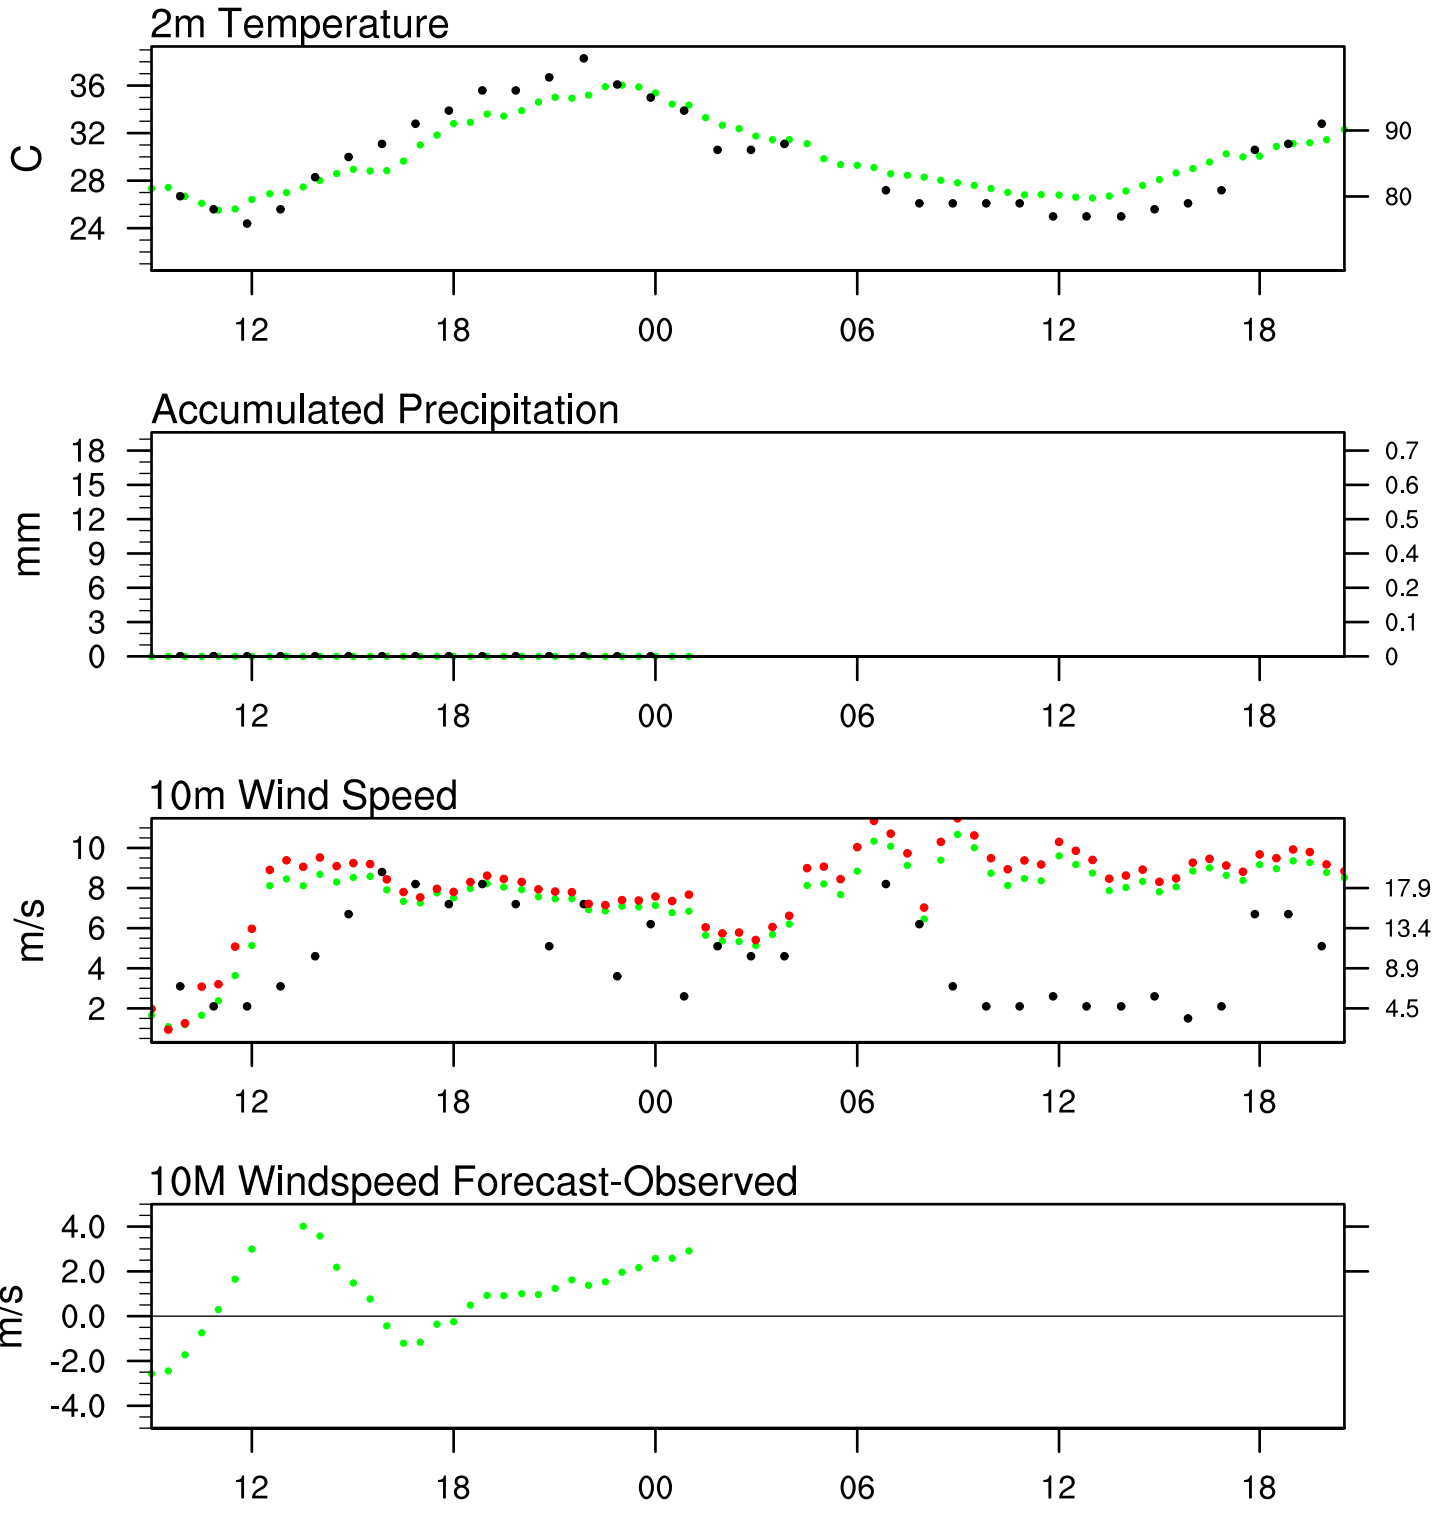 2m Temperature
36
32
28
24
C
90
80
12 18 00 06 12 18
Accumulated Precipitation
18
15
12
9
6
3
0
mm
0.7
0.6
0.5
0.4
0.2
0.1
0
12 18 00 06 12 18
10m Wind Speed
10
8
6
4
2
m/s
17.9
13.4
8.9
4.5
12 18 00 06 12 18
10M Windspeed Forecast-Observed
4.0
2.0
0.0
-2.0
-4.0
m/s
12 18 00 06 12 18